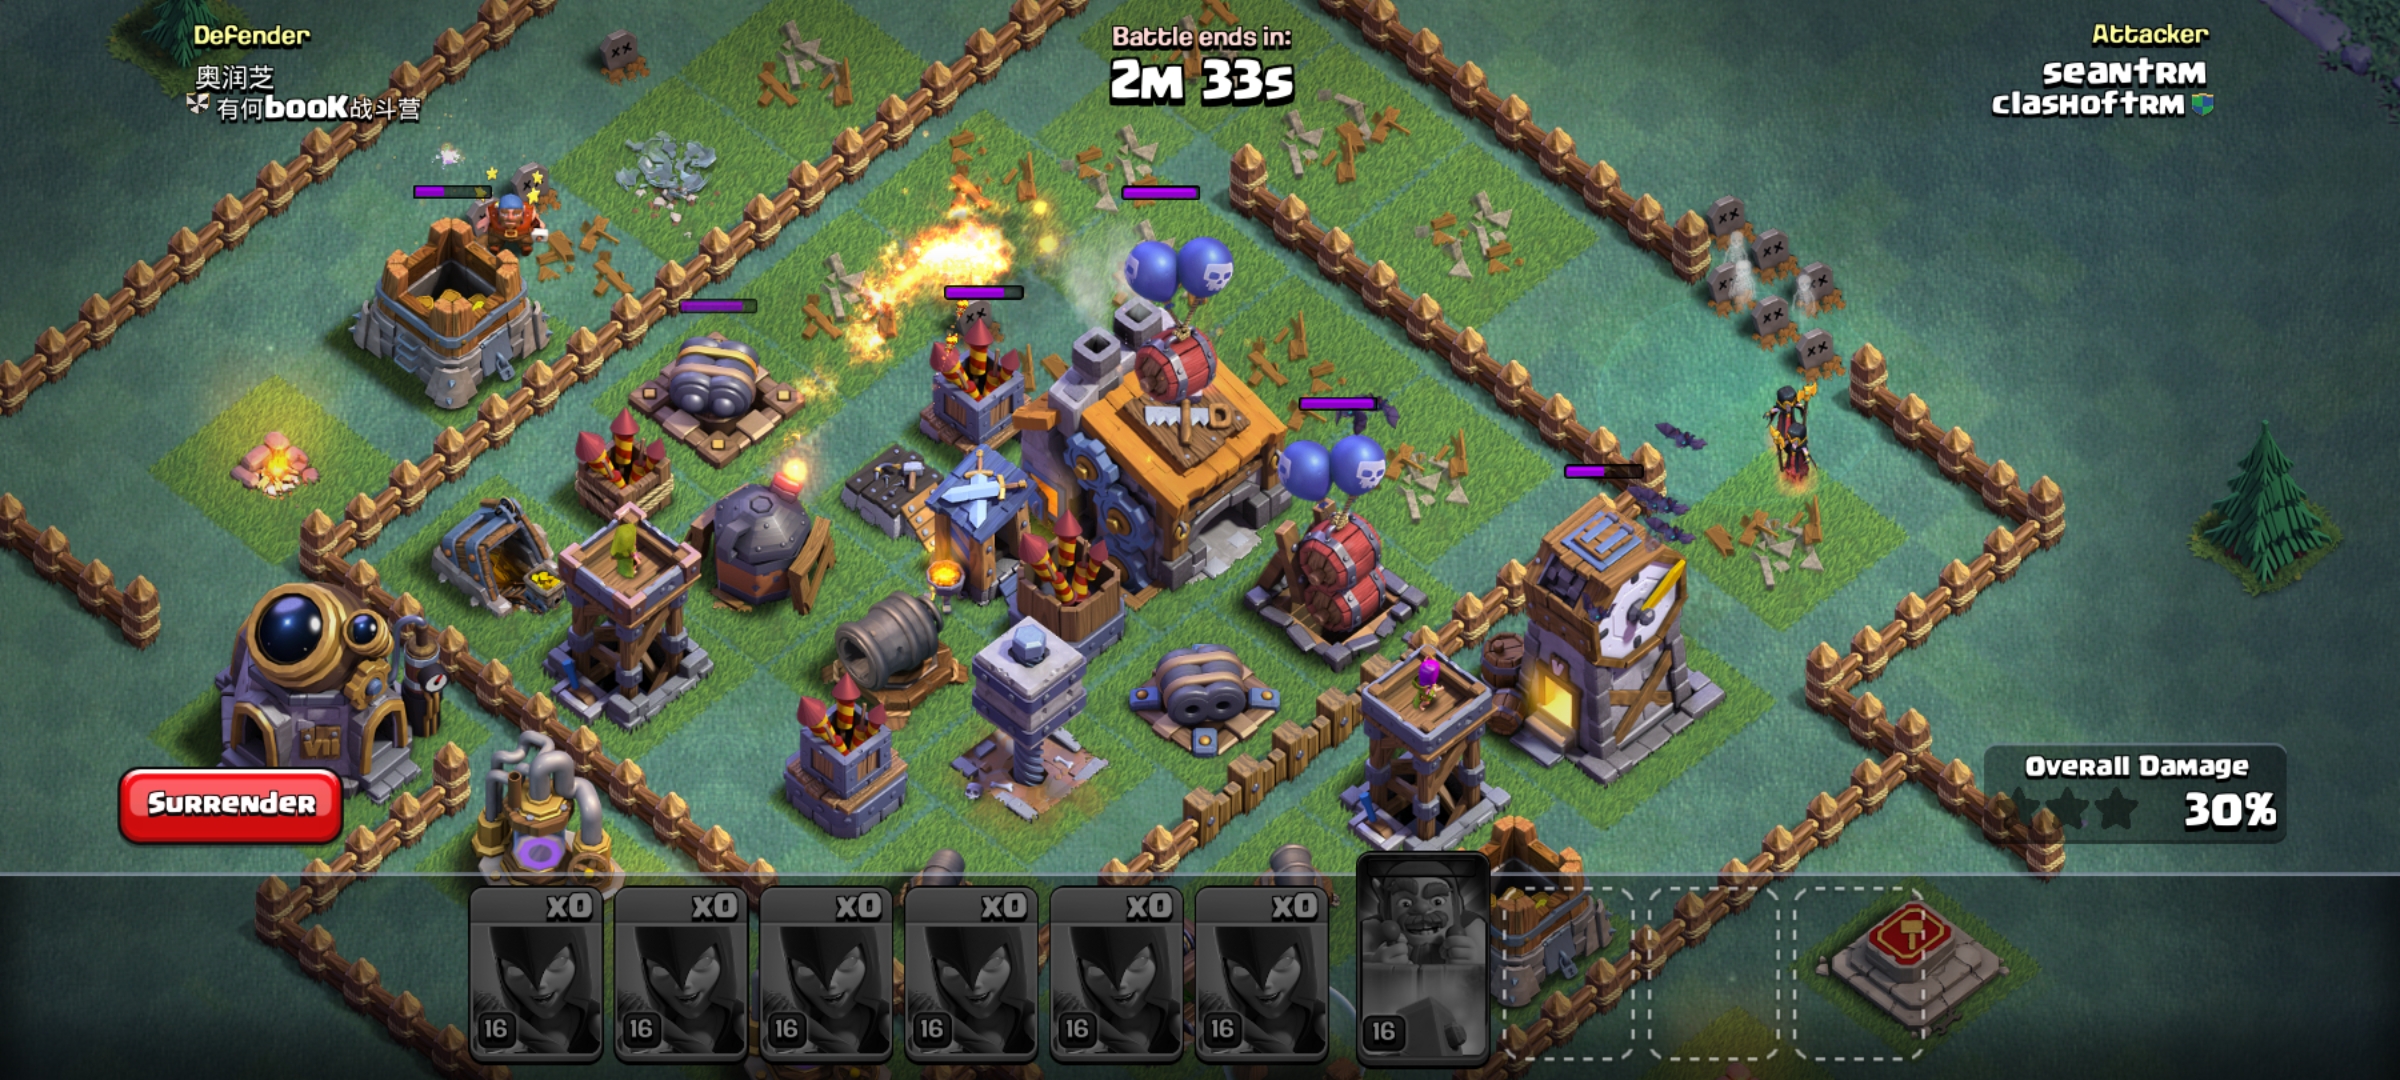 Defender
奥润芝
有何booK战斗营
Battle ends in:
2M 33s
Attacker
seantRM
clashoftRM
VII
Surrender
Overall Damage
30%
x0
x0
x0
x0
x0
x0
16
16
16
16
16
16
16